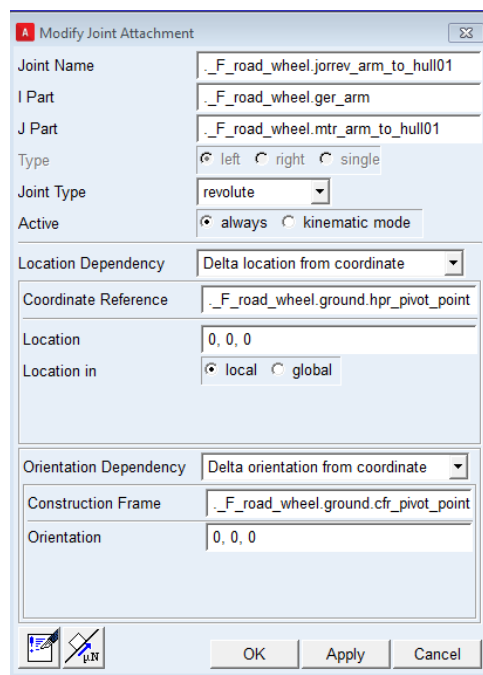 A Modify Joint Attachment
Joint Name ._F_road_wheel.jorrev_arm_to_hull01
I Part ._F_road_wheel.ger_arm
J Part ._F_road_wheel.mtr_arm_to_hull01
Type left right single
Joint Type revolute
Active always kinematic mode
Location Dependency Delta location from coordinate
Coordinate Reference ._F_road_wheel.ground.hpr_pivot_point
Location 0, 0, 0
Location in local global
Orientation Dependency Delta orientation from coordinate
Construction Frame ._F_road_wheel.ground.cfr_pivot_point
Orientation 0, 0, 0
μN OK Apply Cancel